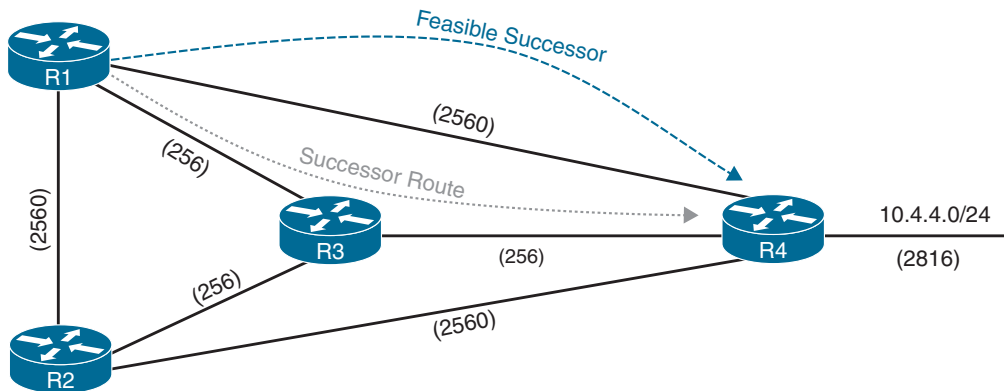 Feasible Successor
R1
(2560)
(256)
Successor Route
(2560)
10.4.4.0/24
R3
(256)
R4
(2816)
(256)
(2560)
R2